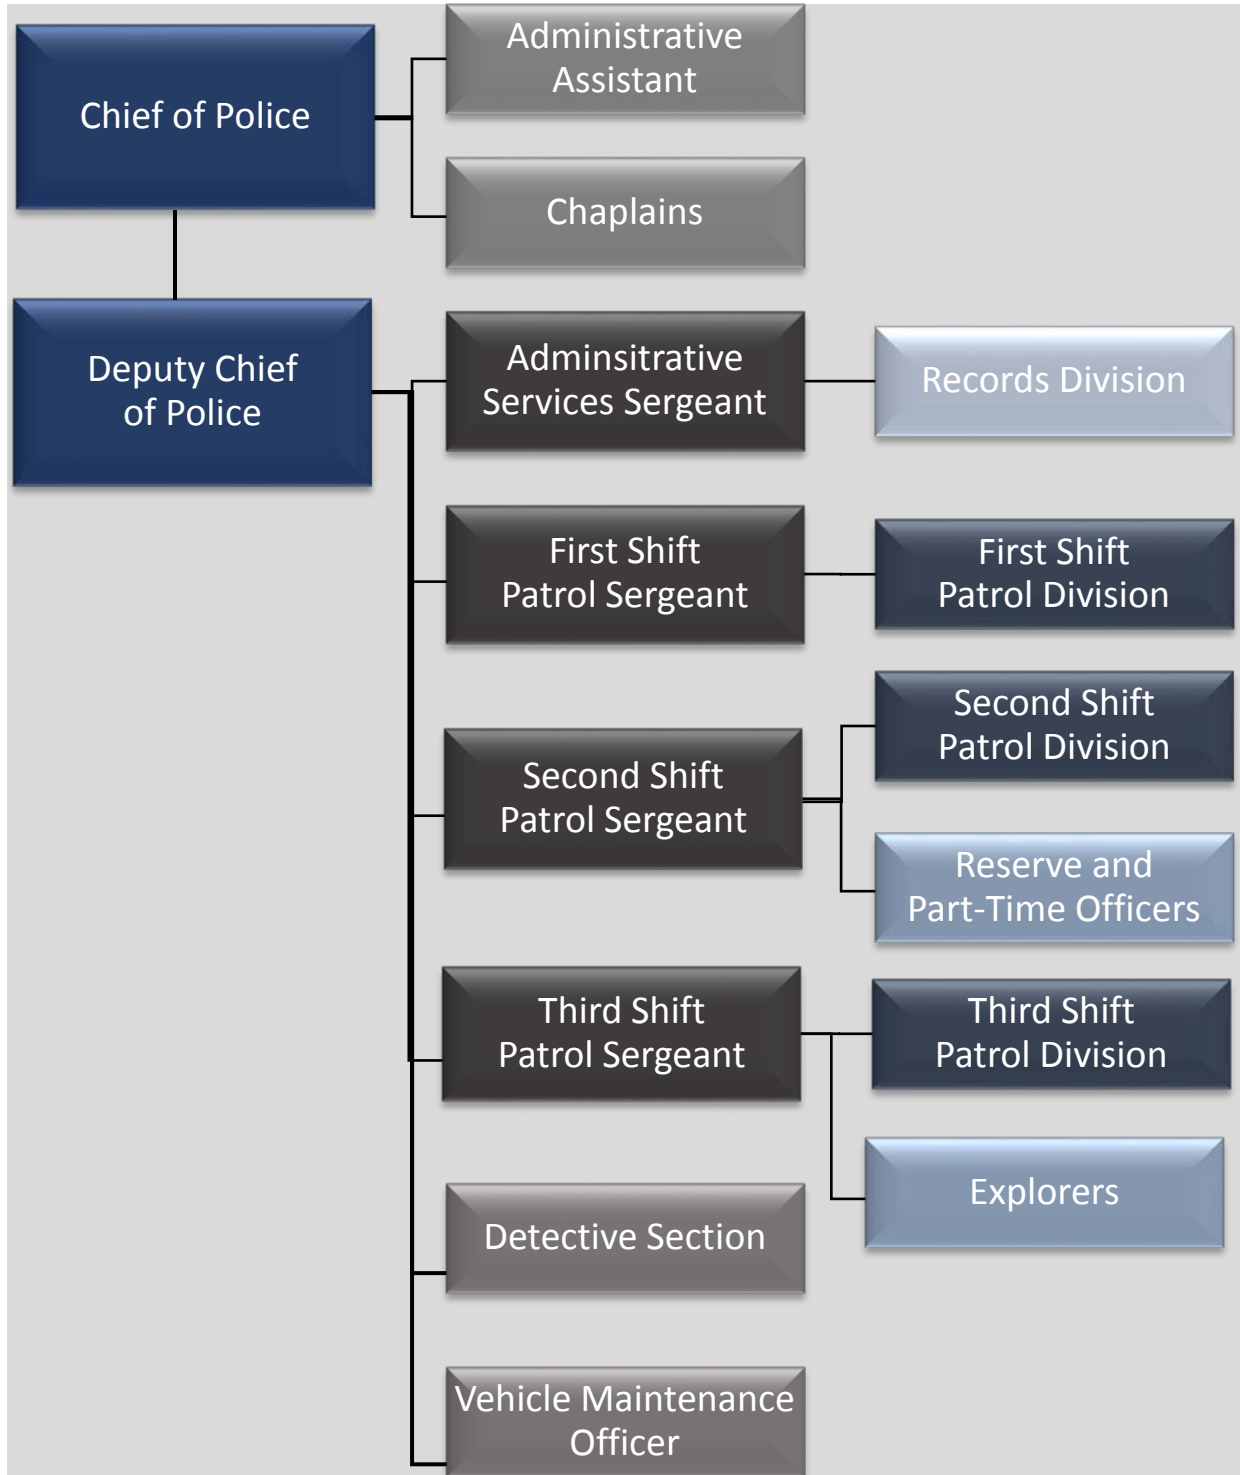 Chief of Police
Administrative
Assistant
Chaplains
Deputy Chief
of Police
Adminsitrative
Services Sergeant
Records Division
First Shift
Patrol Sergeant
First Shift
Patrol Division
Second Shift
Patrol Sergeant
Second Shift
Patrol Division
Reserve and
Part-Time Officers
Third Shift
Patrol Sergeant
Third Shift
Patrol Division
Explorers
Detective Section
Vehicle Maintenance
Officer